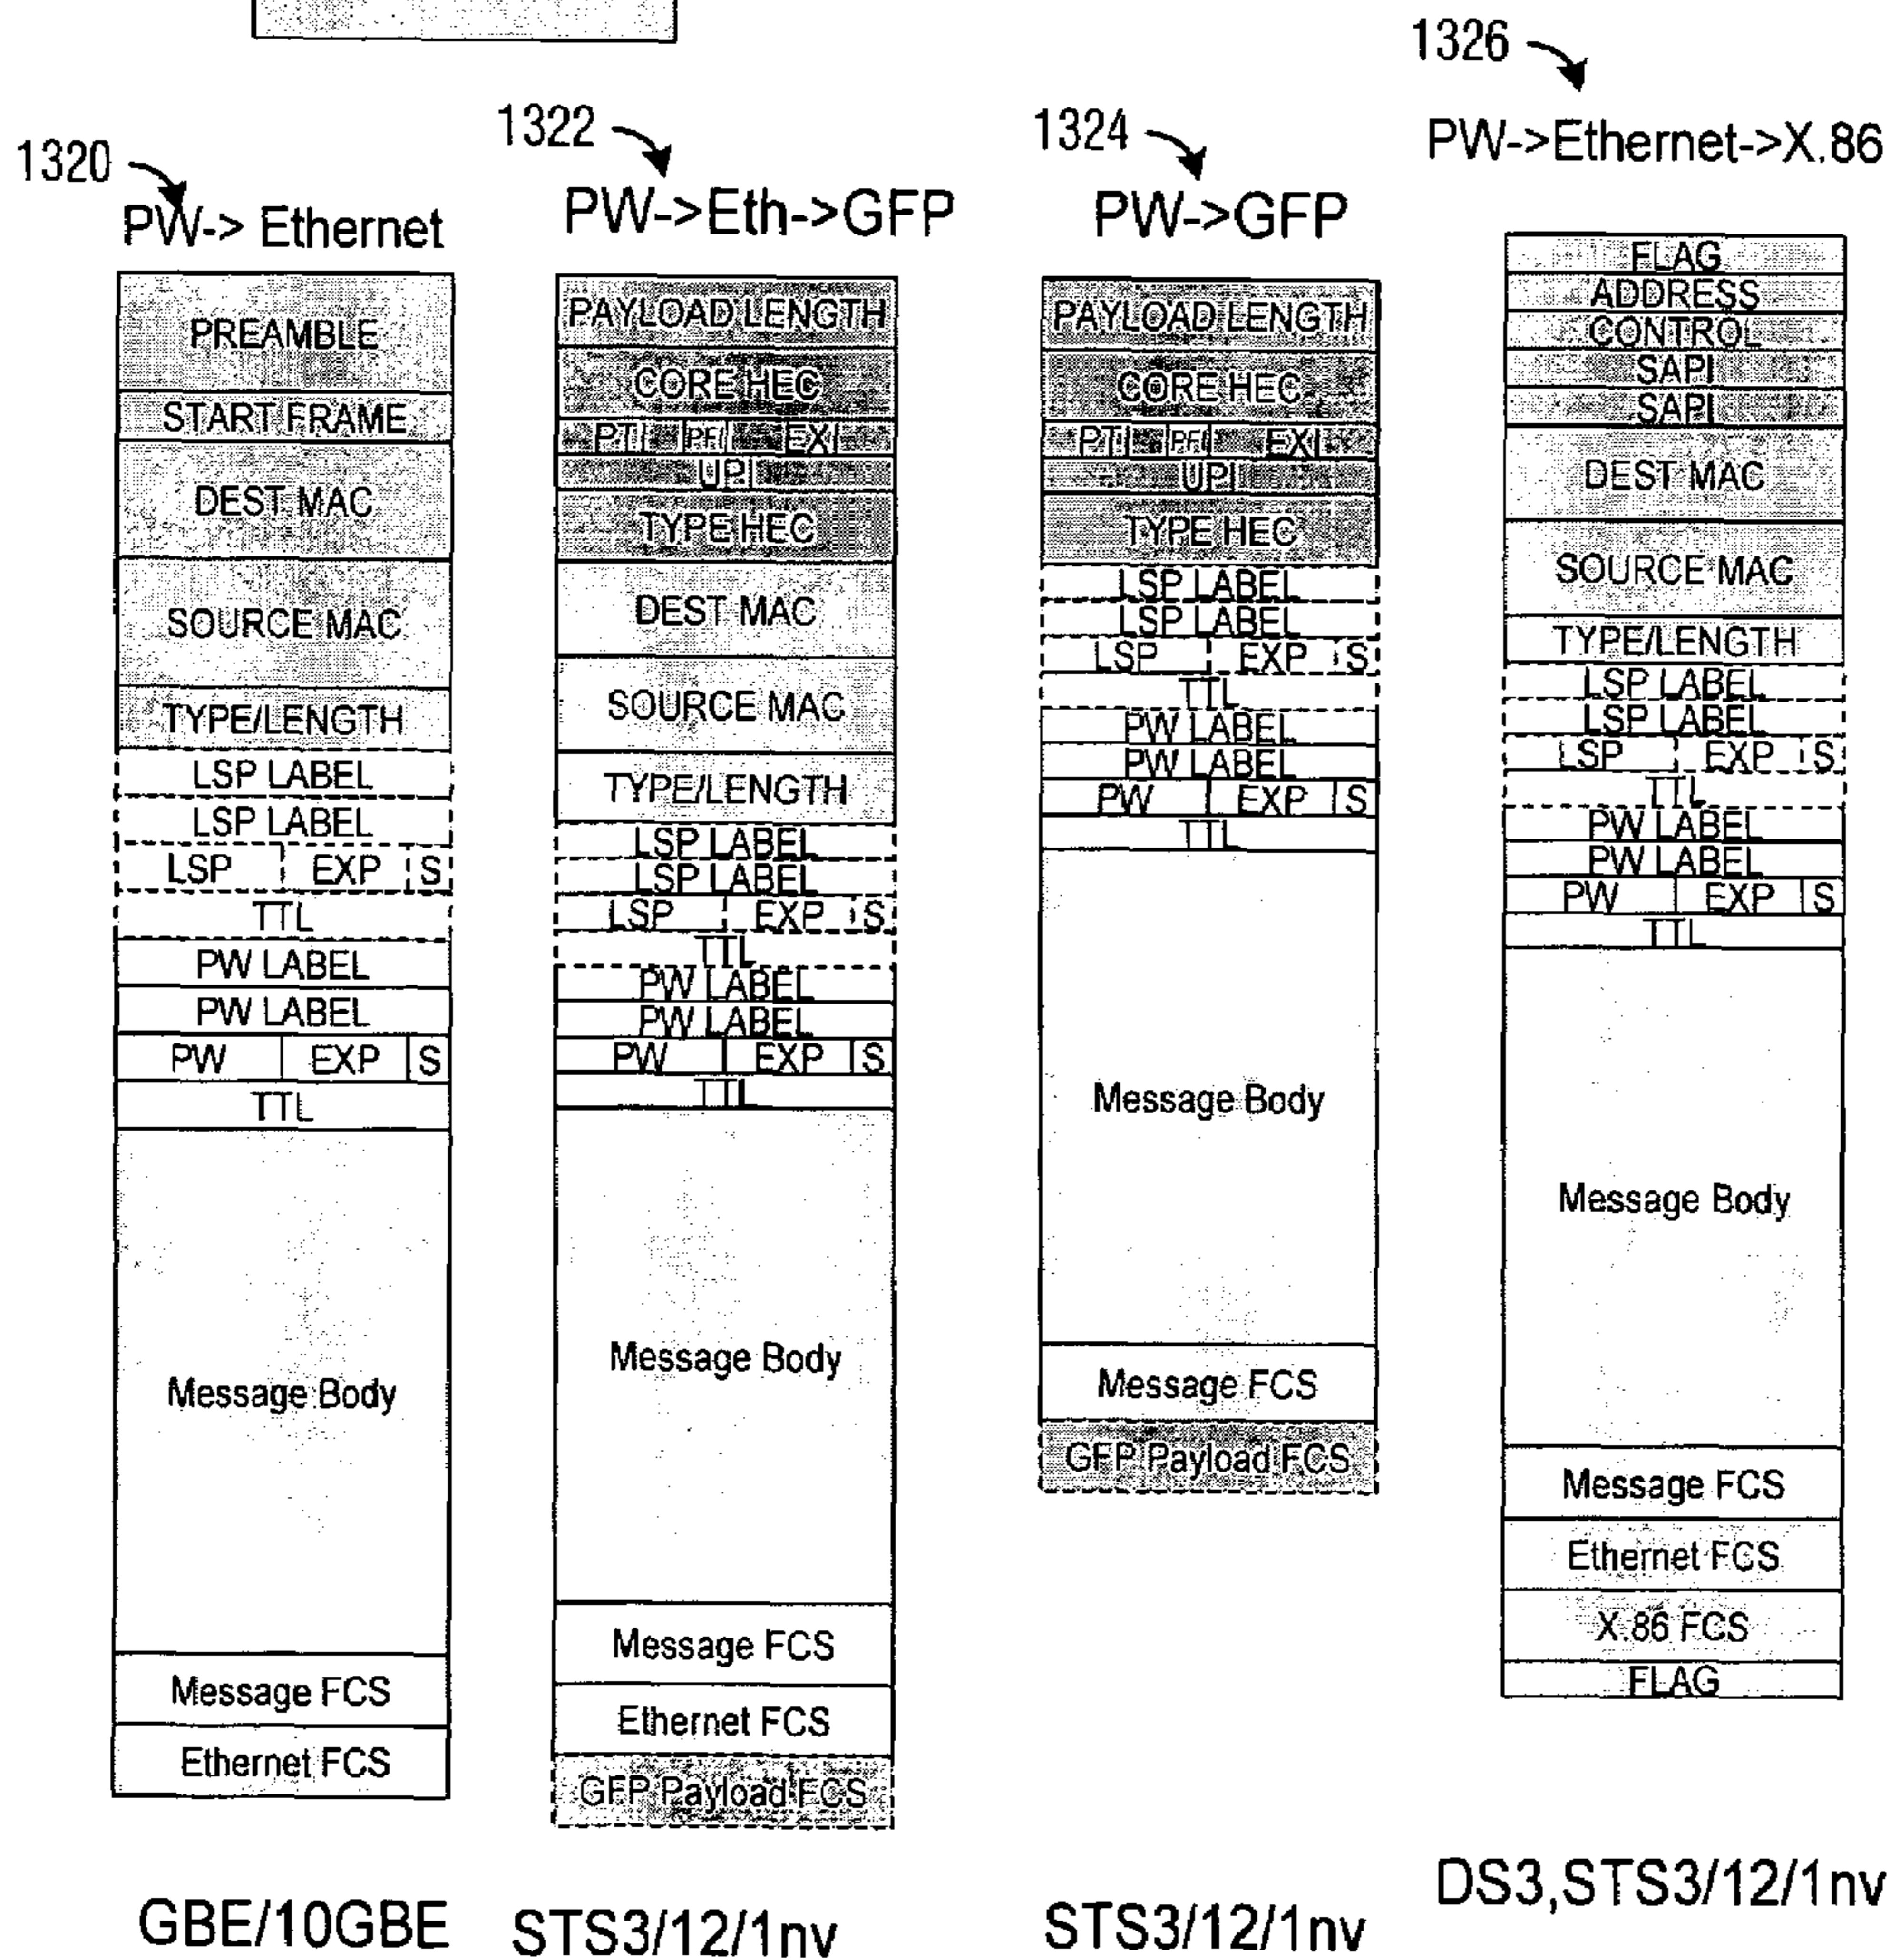 1320
PW-> Ethernet
PREAMBLE
START FRAME
DEST MAC
SOURCE MAC
TYPE/LENGTH
LSP LABEL
LSP LABEL
LSP EXP S
TTL
PW LABEL
PW LABEL
PW EXP S
TTL
Message Body
Message FCS
Ethernet FCS
GBE/10GBE
1322
PW->Eth->GFP
PAYLOAD LENGTH
CORE HEC
PTI PFI EXI
UPI
TYPE HEC
DEST MAC
SOURCE MAC
TYPE/LENGTH
LSP LABEL
LSP LABEL
LSP EXP S
TTL
PW LABEL
PW LABEL
PW EXP S
TTL
Message Body
Message FCS
Ethernet FCS
GFP Payload FCS
STS3/12/1nv
1324
PW->GFP
PAYLOAD LENGTH
CORE HEC
PTI PFI EXI
UPI
TYPE HEC
LSP LABEL
LSP LABEL
LSP EXP S
TTL
PW LABEL
PW LABEL
PW EXP S
TTL
Message Body
Message FCS
GFP Payload FCS
STS3/12/1nv
1326
PW->Ethernet->X.86
FLAG
ADDRESS
CONTROL
SAPI
SAPI
DEST MAC
SOURCE MAC
TYPE/LENGTH
LSP LABEL
LSP LABEL
LSP EXP S
TTL
PW LABEL
PW LABEL
PW EXP S
TTL
Message Body
Message FCS
Ethernet FCS
X.86 FCS
FLAG
DS3,STS3/12/1nv